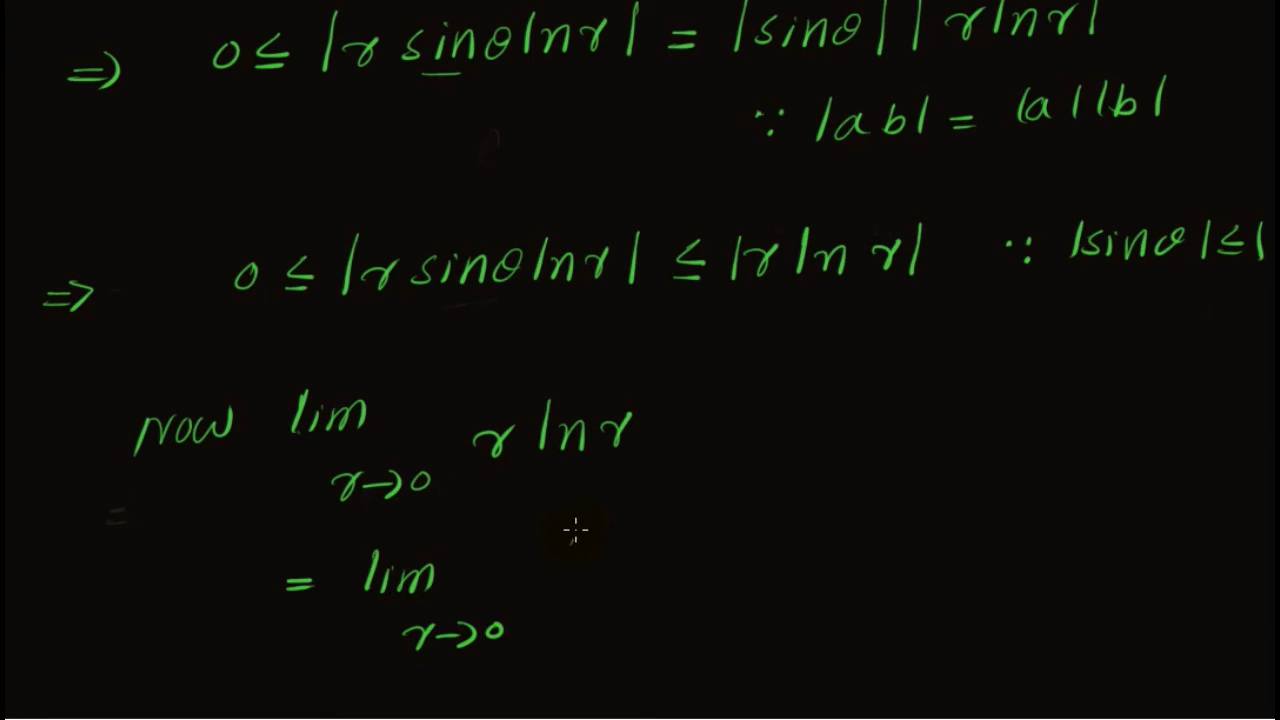 => 0 ≤ |r sinθ ln r| = |sinθ| | r ln r|
∵ |ab| = |a||b|
=> 0 ≤ |r sinθ ln r| ≤ |r ln r| ∵ |sinθ| ≤ 1
Now lim r ln r
r→0
= lim
r→0